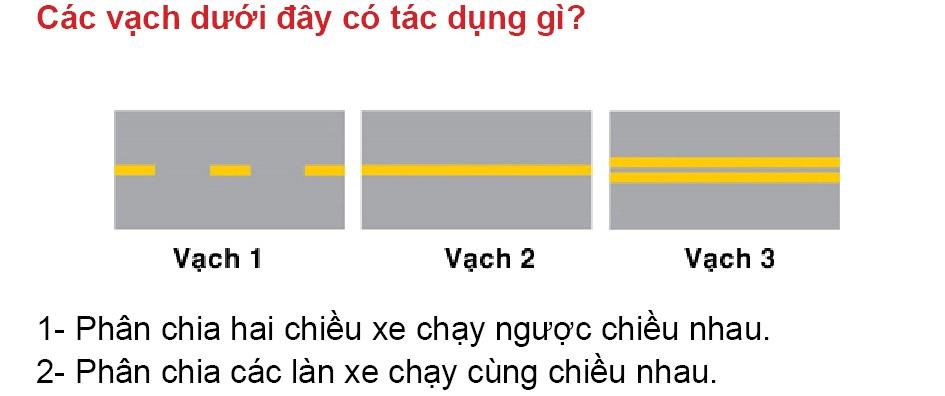 Các vạch dưới đây có tác dụng gì?
Vạch 1 Vạch 2 Vạch 3
1- Phân chia hai chiều xe chạy ngược chiều nhau.
2- Phân chia các làn xe chạy cùng chiều nhau.